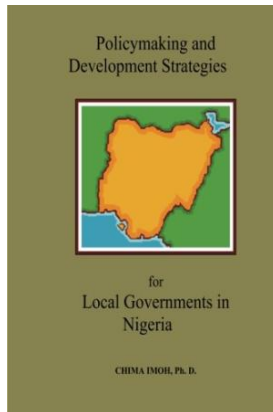 Policymaking and
Development Strategies
for
Local Governments in
Nigeria
CHIMA IMOH, Ph. D.